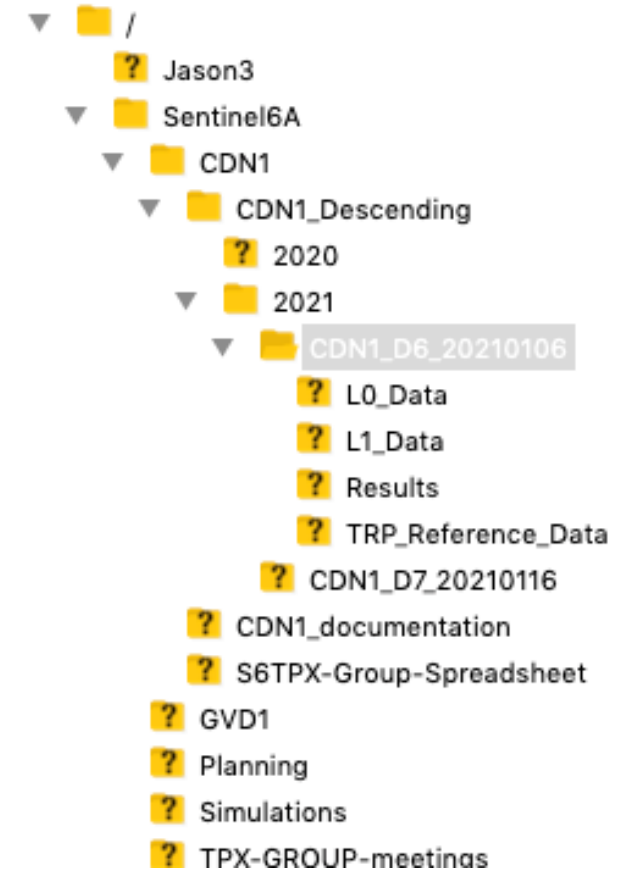 /
Jason3
Sentinel6A
CDN1
CDN1_Descending
2020
2021
CDN1_D6_20210106
L0_Data
L1_Data
Results
TRP_Reference_Data
CDN1_D7_20210116
CDN1_documentation
S6TPX-Group-Spreadsheet
GVD1
Planning
Simulations
TPX-GROUP-meetings